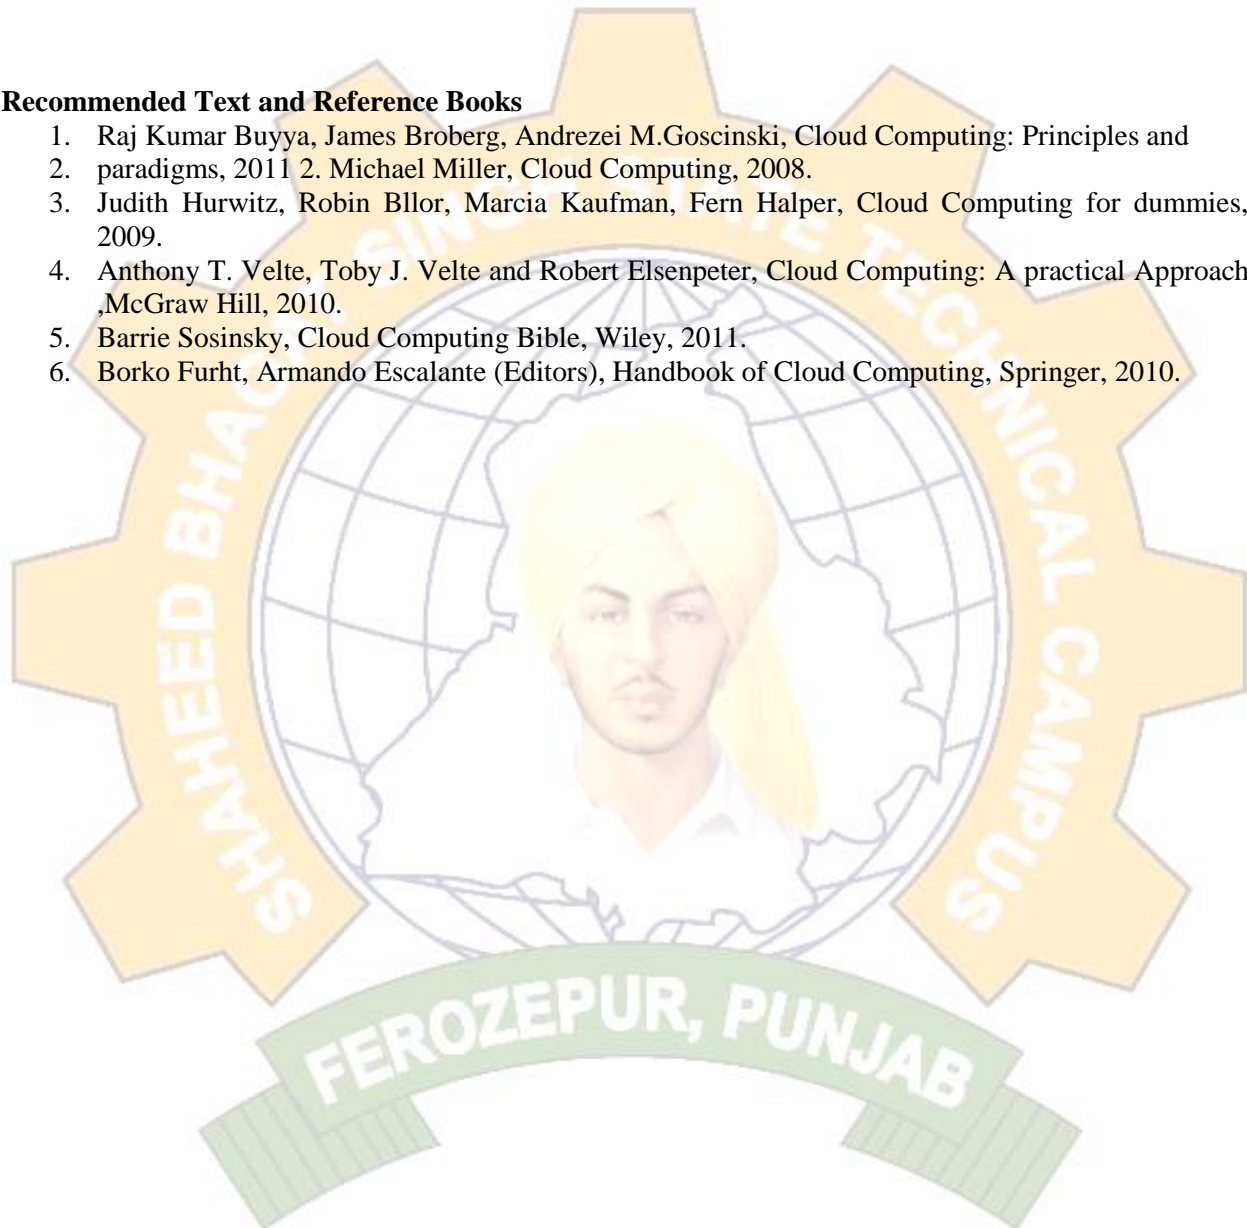 Recommended Text and Reference Books
1. Raj Kumar Buyya, James Broberg, Andrezei M.Goscinski, Cloud Computing: Principles and
2. paradigms, 2011 2. Michael Miller, Cloud Computing, 2008.
3. Judith Hurwitz, Robin Bllor, Marcia Kaufman, Fern Halper, Cloud Computing for dummies,
2009.
4. Anthony T. Velte, Toby J. Velte and Robert Elsenpeter, Cloud Computing: A practical Approach
,McGraw Hill, 2010.
5. Barrie Sosinsky, Cloud Computing Bible, Wiley, 2011.
6. Borko Furht, Armando Escalante (Editors), Handbook of Cloud Computing, Springer, 2010.
SHAHEED BHAGAT SINGH STATE TECHNICAL CAMPUS
FEROZEPUR, PUNJAB